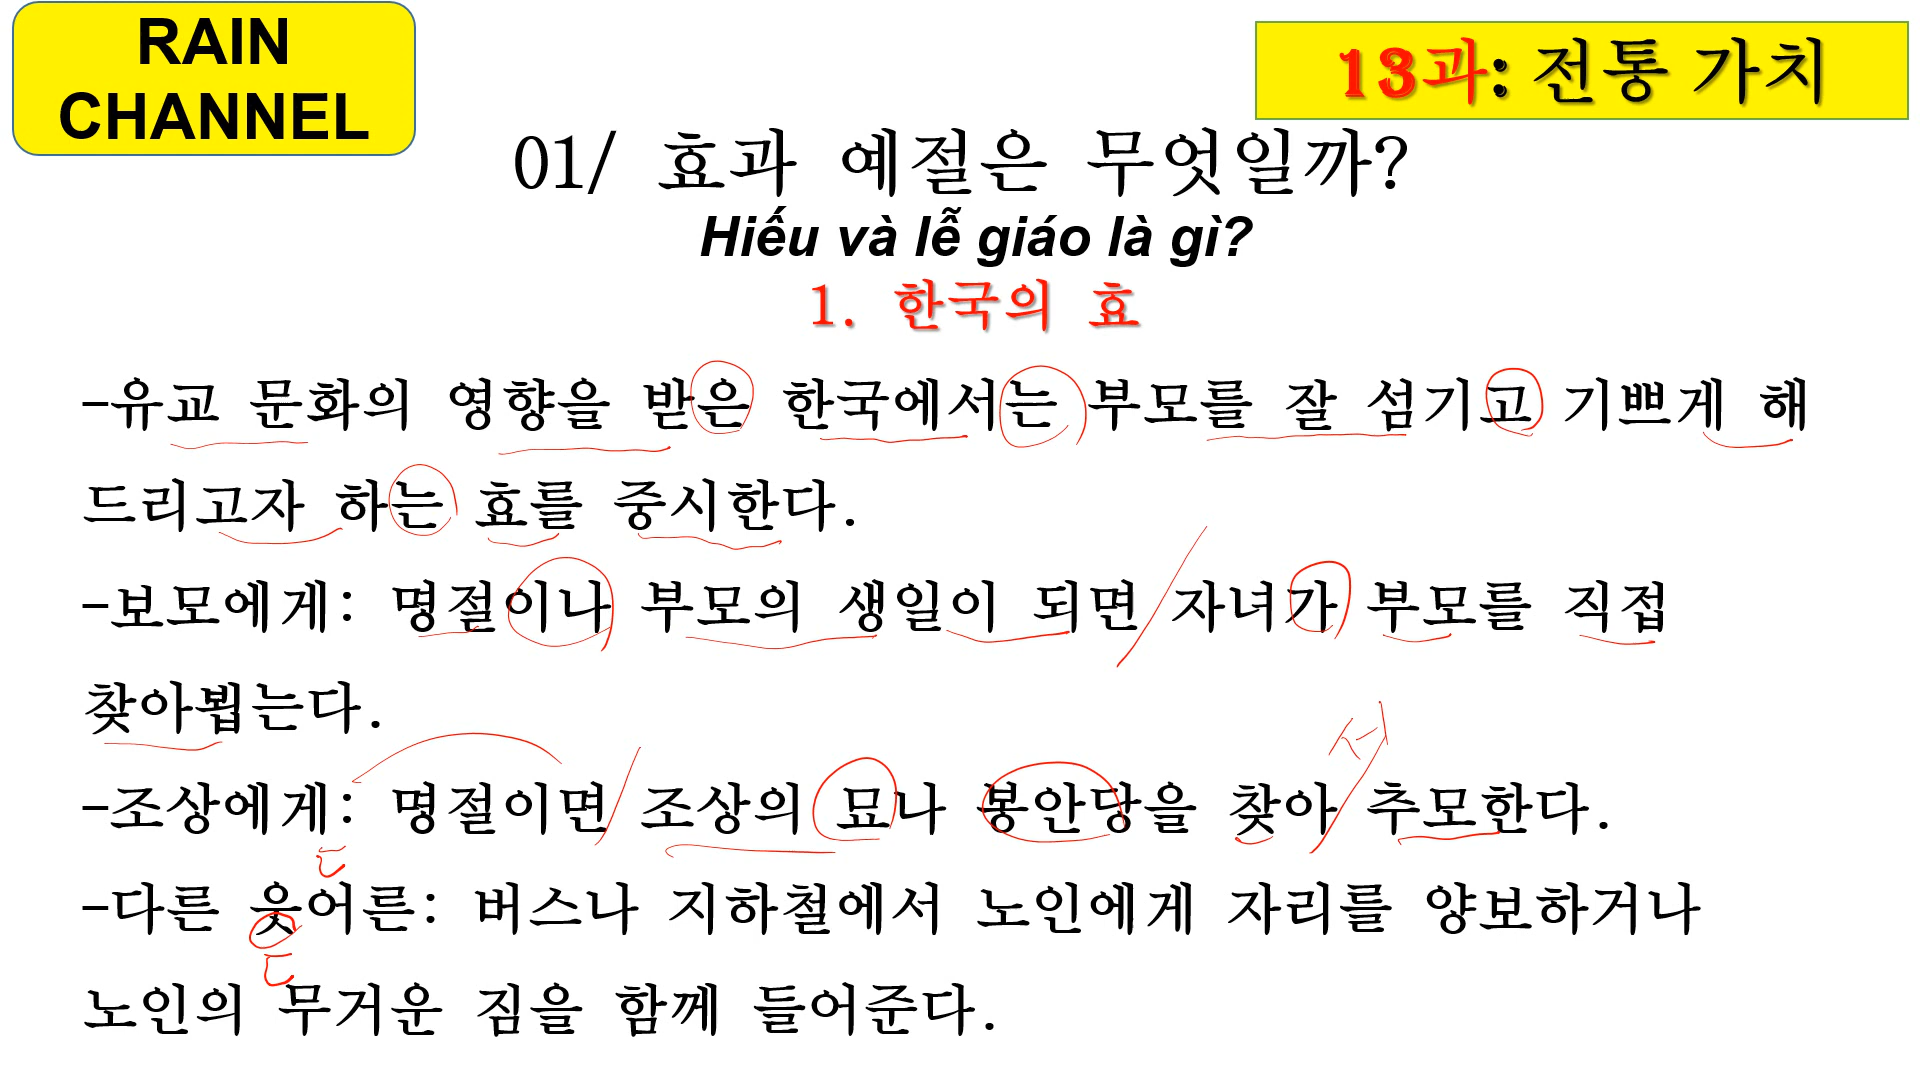 RAIN
CHANNEL
13과: 전통 가치
01/ 효과 예절은 무엇일까?
Hiếu và lễ giáo là gì?
1. 한국의 효
-유교 문화의 영향을 받은 한국에서는 부모를 잘 섬기고 기쁘게 해
드리고자 하는 효를 중시한다.
-보모에게: 명절이나 부모의 생일이 되면 자녀가 부모를 직접
찾아뵙는다.
서
-조상에게: 명절이면 조상의 묘나 봉안당을 찾아 추모한다.
ㄷ
-다른 웃어른: 버스나 지하철에서 노인에게 자리를 양보하거나
ㄷ
노인의 무거운 짐을 함께 들어준다.